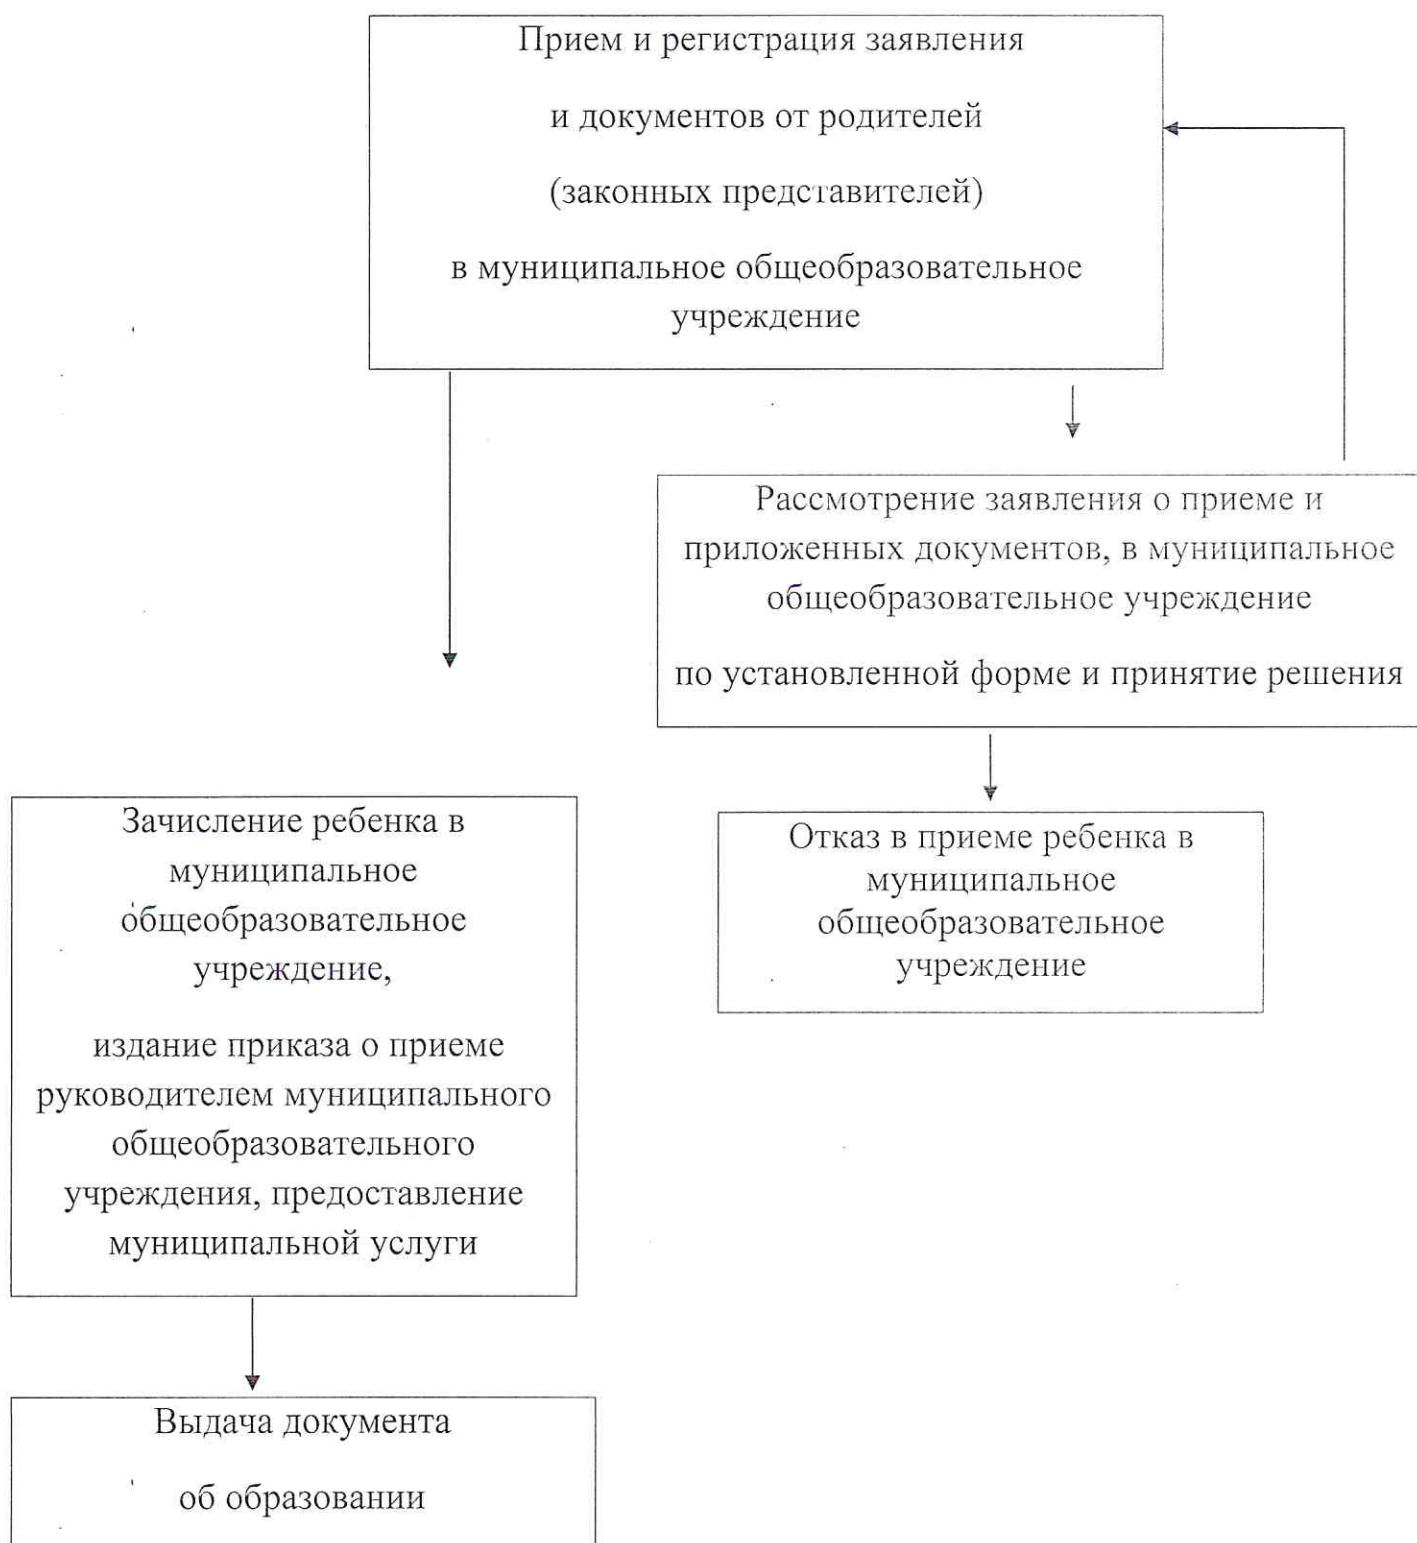 Прием и регистрация заявления
и документов от родителей
(законных представителей)
в муниципальное общеобразовательное
учреждение
Рассмотрение заявления о приеме и
приложенных документов, в муниципальное
общеобразовательное учреждение
по установленной форме и принятие решения
Зачисление ребенка в
муниципальное
общеобразовательное
учреждение,
издание приказа о приеме
руководителем муниципального
общеобразовательного
учреждения, предоставление
муниципальной услуги
Отказ в приеме ребенка в
муниципальное
общеобразовательное
учреждение
Выдача документа
об образовании